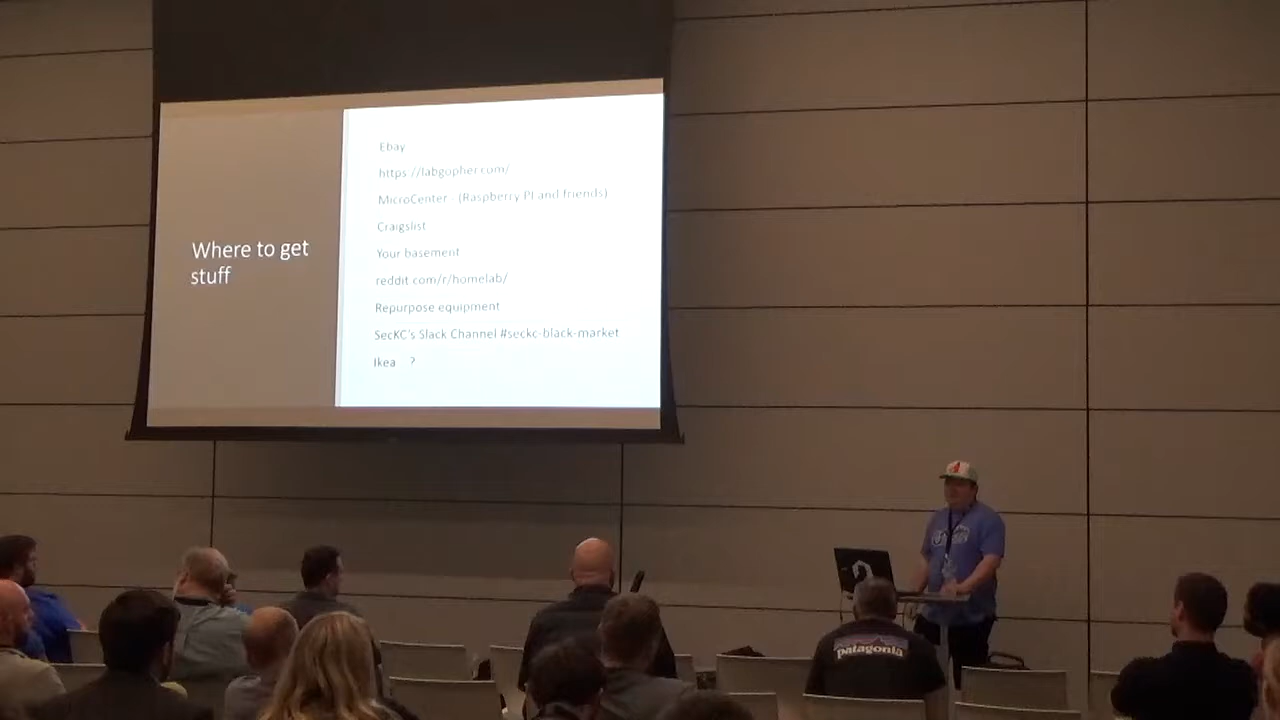 Where to get
stuff
Ebay
https://labgopher.com/
MicroCenter - (Raspberry PI and friends)
Craigslist
Your basement
reddit.com/r/homelab/
Repurpose equipment
SecKC's Slack Channel #seckc-black-market
Ikea ?
patagonia